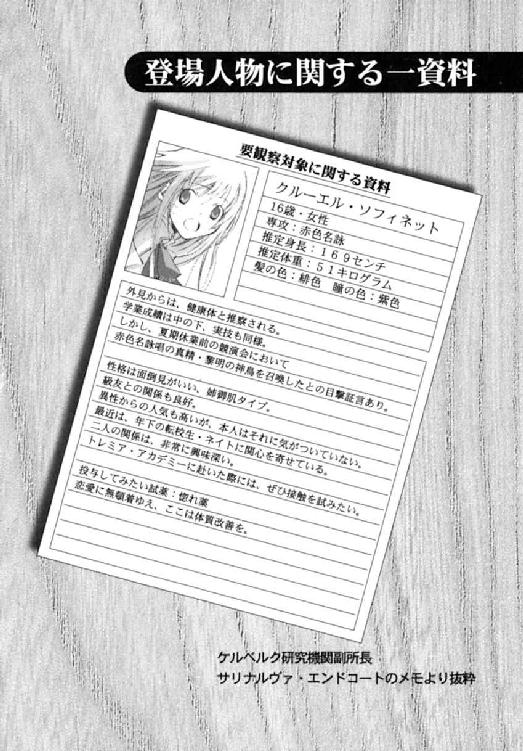 登場人物に関する一資料
要観察対象に関する資料
クルーエル・ソフィネット
16歳・女性
専攻:赤色名詠
推定身長:169センチ
推定体重:51キログラム
髪の色:緋色　瞳の色:紫色
外見からは、健康体と推察される。
学業成績は中の下、実技も同様。
しかし、夏期休業前の競演会において
赤色名詠唱の真精・黎明の神鳥を召喚したとの目撃証言あり。
性格は面倒見がいい、姉御肌タイプ。
級友との関係も良好。
異性からの人気も高いが、本人はそれに気がついていない。
最近は、年下の転校生・ネイトに関心を寄せている。
二人の関係は、非常に興味深い。
トレミア・アカデミーに赴いた際には、ぜひ接触を試みたい。
投与してみたい試薬:惚れ薬
恋愛に無頓着ゆえ、ここは体質改善を。
ケルベルク研究機関副所長
サリナルヴァ・エンドコートのメモより抜粋